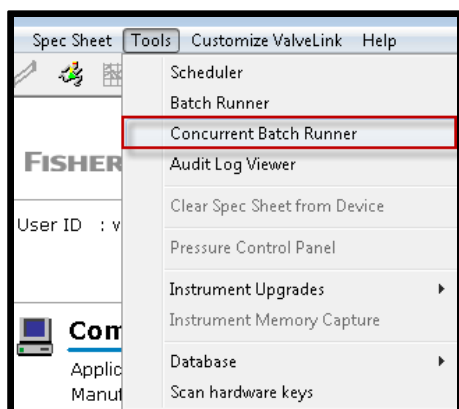 Spec Sheet Tools Customize ValveLink Help
Scheduler
Batch Runner
Concurrent Batch Runner
FISHER
Audit Log Viewer
Clear Spec Sheet from Device
User ID : v
Pressure Control Panel
Instrument Upgrades
Instrument Memory Capture
Com
Database
Applic
Scan hardware keys
Manuf